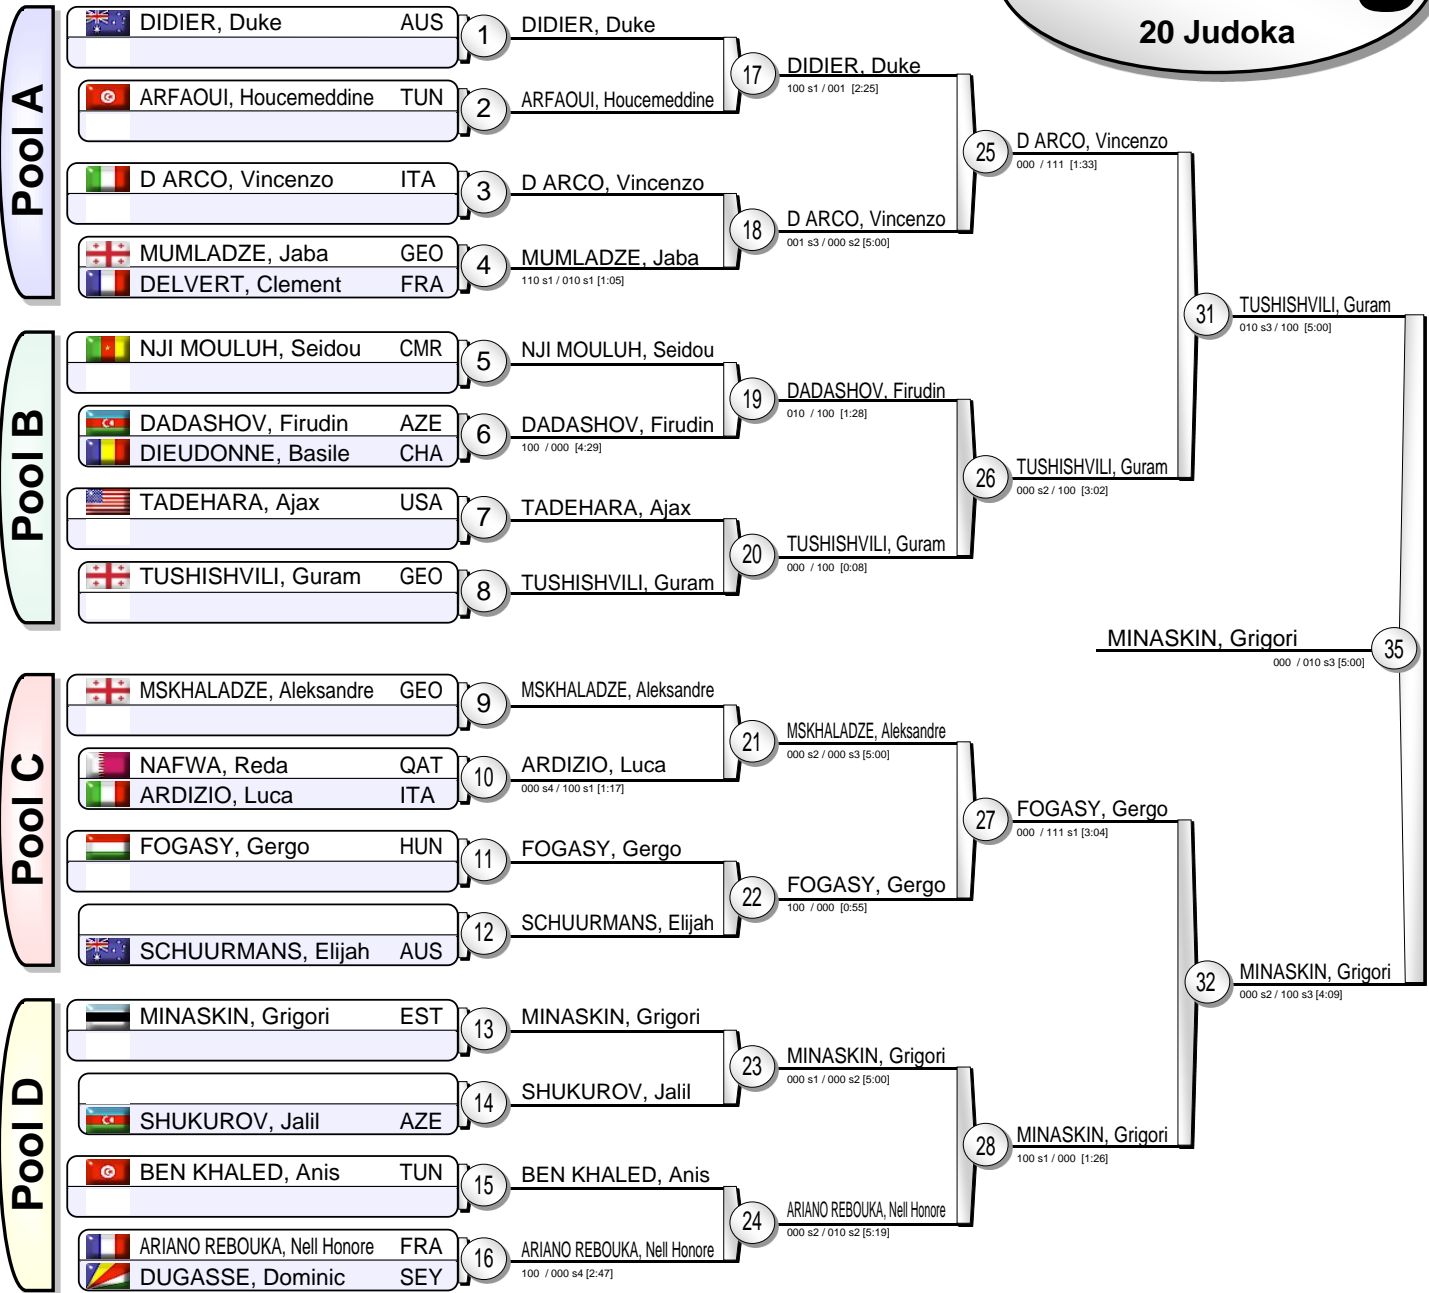 20 Judoka
Pool A
DIDIER, Duke AUS
1
DIDIER, Duke
ARFAOUI, Houcemeddine TUN
2
ARFAOUI, Houcemeddine
17
DIDIER, Duke
100 s1 / 001 [2:25]
D ARCO, Vincenzo ITA
3
D ARCO, Vincenzo
MUMLADZE, Jaba GEO
DELVERT, Clement FRA
4
MUMLADZE, Jaba
110 s1 / 010 s1 [1:05]
18
D ARCO, Vincenzo
001 s3 / 000 s2 [5:00]
25
D ARCO, Vincenzo
000 / 111 [1:33]
Pool B
NJI MOULUH, Seidou CMR
5
NJI MOULUH, Seidou
DADASHOV, Firudin AZE
DIEUDONNE, Basile CHA
6
DADASHOV, Firudin
100 / 000 [4:29]
19
DADASHOV, Firudin
010 / 100 [1:28]
TADEHARA, Ajax USA
7
TADEHARA, Ajax
TUSHISHVILI, Guram GEO
8
TUSHISHVILI, Guram
20
TUSHISHVILI, Guram
000 / 100 [0:08]
26
TUSHISHVILI, Guram
000 s2 / 100 [3:02]
31
TUSHISHVILI, Guram
010 s3 / 100 [5:00]
MINASKIN, Grigori
000 / 010 s3 [5:00]
35
Pool C
MSKHALADZE, Aleksandre GEO
9
MSKHALADZE, Aleksandre
NAFWA, Reda QAT
ARDIZIO, Luca ITA
10
ARDIZIO, Luca
000 s4 / 100 s1 [1:17]
21
MSKHALADZE, Aleksandre
000 s2 / 000 s3 [5:00]
FOGASY, Gergo HUN
11
FOGASY, Gergo
SCHUURMANS, Elijah AUS
12
SCHUURMANS, Elijah
22
FOGASY, Gergo
100 / 000 [0:55]
27
FOGASY, Gergo
000 / 111 s1 [3:04]
Pool D
MINASKIN, Grigori EST
13
MINASKIN, Grigori
SHUKUROV, Jalil AZE
14
SHUKUROV, Jalil
23
MINASKIN, Grigori
000 s1 / 000 s2 [5:00]
BEN KHALED, Anis TUN
15
BEN KHALED, Anis
ARIANO REBOUKA, Nell Honore FRA
DUGASSE, Dominic SEY
16
ARIANO REBOUKA, Nell Honore
100 / 000 s4 [2:47]
24
ARIANO REBOUKA, Nell Honore
000 s2 / 010 s2 [5:19]
28
MINASKIN, Grigori
100 s1 / 000 [1:26]
32
MINASKIN, Grigori
000 s2 / 100 s3 [4:09]